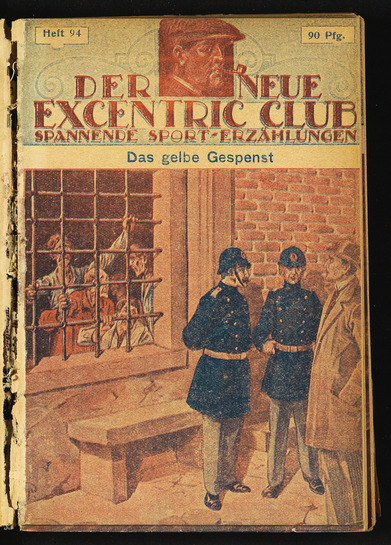 Heft 94
90 Pfg.
DER NEUE
EXCENTRIC CLUB
SPANNENDE SPORT-ERZÄHLUNGEN
Das gelbe Gespenst